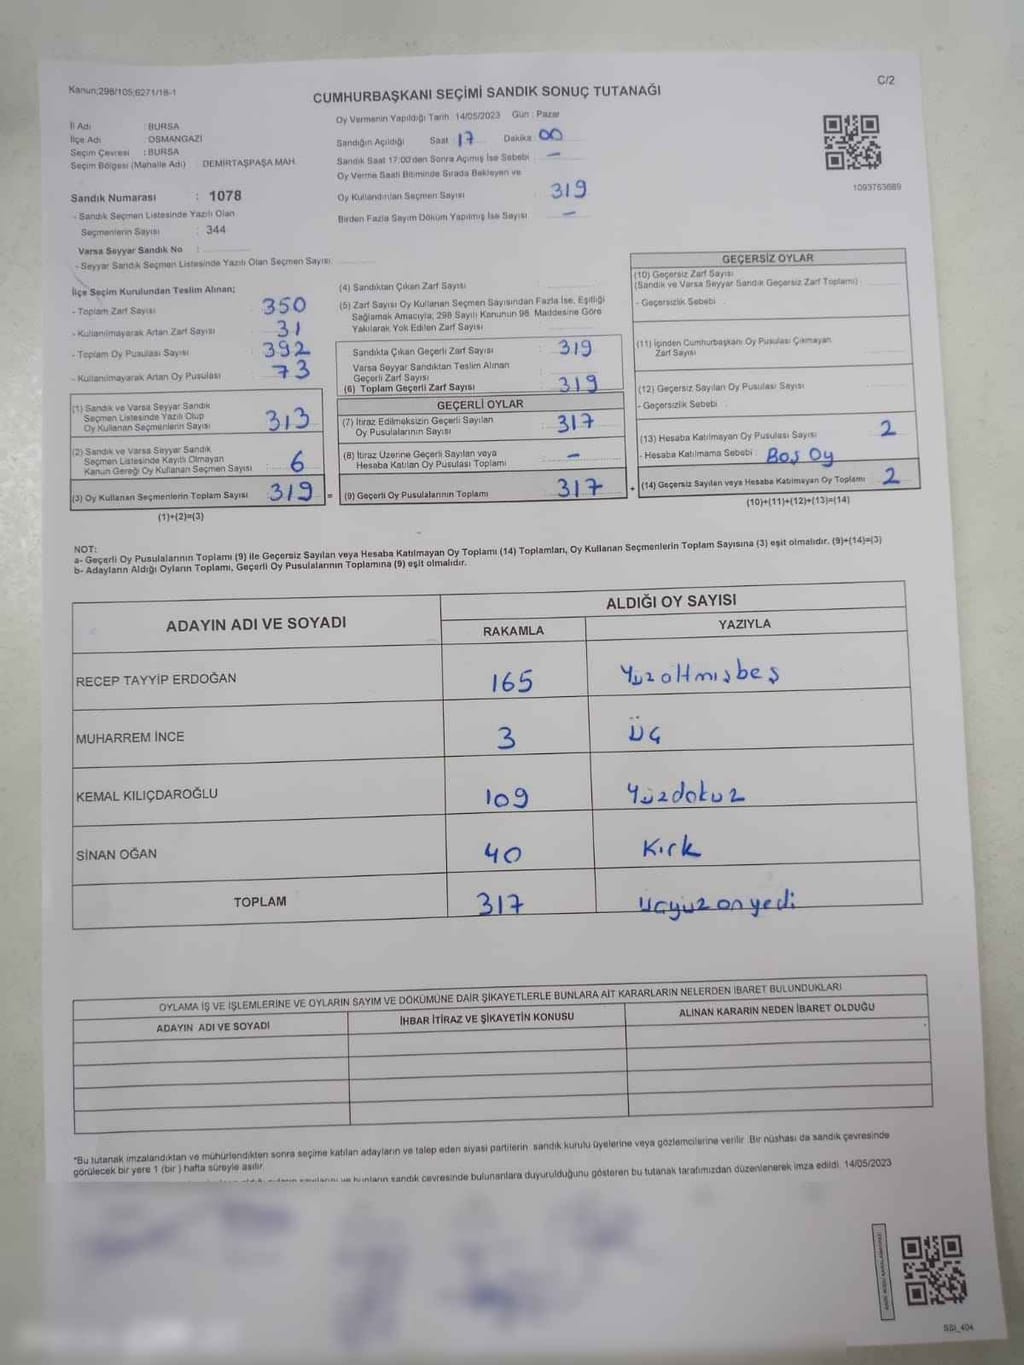 Kanun;298/105;6271/18-1
C/2
CUMHURBAŞKANI SEÇİMİ SANDIK SONUÇ TUTANAĞI
İl Adı : BURSA
İlçe Adı : OSMANGAZİ
Seçim Çevresi : BURSA
Seçim Bölgesi (Mahalle Adı) DEMİRTAŞPAŞA MAH.
Sandık Numarası : 1078
- Sandık Seçmen Listesinde Yazılı Olan
Seçmenlerin Sayısı : 344
Varsa Seyyar Sandık No :
- Seyyar Sandık Seçmen Listesinde Yazılı Olan Seçmen Sayısı:
Oy Vermenin Yapıldığı Tarih 14/05/2023 Gün : Pazar
Sandığın Açıldığı Saat 17 Dakika 00
Sandık Saat 17:00'den Sonra Açımış İse Sebebi –
Oy Verme Saati Bitiminde Sırada Bekleyen ve
Oy Kullandırılan Seçmen Sayısı 319
Birden Fazla Sayım Döküm Yapılmış İse Sayısı –
1093763689
İlçe Seçim Kurulundan Teslim Alınan;
- Toplam Zarf Sayısı : 350
- Kullanılmayarak Artan Zarf Sayısı : 31
- Toplam Oy Pusulası Sayısı : 392
- Kullanılmayarak Artan Oy Pusulası : 73
(1) Sandık ve Varsa Seyyar Sandık
Seçmen Listesinde Yazılı Olup
Oy Kullanan Seçmenlerin Sayısı : 313
(2) Sandık ve Varsa Seyyar Sandık
Seçmen Listesinde Kayıtlı Olmayan
Kanun Gereği Oy Kullanan Seçmen Sayısı : 6
(3) Oy Kullanan Seçmenlerin Toplam Sayısı : 319 =
(1)+(2)=(3)
(4) Sandıktan Çıkan Zarf Sayısı :
(5) Zarf Sayısı Oy Kullanan Seçmen Sayısından Fazla İse, Eşitliği
Sağlamak Amacıyla; 298 Sayılı Kanunun 98. Maddesine Göre
Yakılarak Yok Edilen Zarf Sayısı
Sandıkta Çıkan Geçerli Zarf Sayısı : 319
Varsa Seyyar Sandıktan Teslim Alınan
Geçerli Zarf Sayısı
(6) Toplam Geçerli Zarf Sayısı : 319
GEÇERLİ OYLAR
(7) İtiraz Edilmeksizin Geçerli Sayılan
Oy Pusulalarının Sayısı : 317
(8) İtiraz Üzerine Geçerli Sayılan veya
Hesaba Katılan Oy Pusulası Toplamı : –
(9) Geçerli Oy Pusulalarının Toplamı : 317 +
GEÇERSİZ OYLAR
(10) Geçersiz Zarf Sayısı
(Sandık ve Varsa Seyyar Sandık Geçersiz Zarf Toplamı)
- Geçersizlik Sebebi :
(11) İçinden Cumhurbaşkanı Oy Pusulası Çıkmayan
Zarf Sayısı
(12) Geçersiz Sayılan Oy Pusulası Sayısı :
- Geçersizlik Sebebi :
(13) Hesaba Katılmayan Oy Pusulası Sayısı : 2
- Hesaba Katılmama Sebebi : Boş Oy
(14) Geçersiz Sayılan veya Hesaba Katılmayan Oy Toplamı : 2
(10)+(11)+(12)+(13)=(14)
NOT:
a- Geçerli Oy Pusulalarının Toplamı (9) ile Geçersiz Sayılan veya Hesaba Katılmayan Oy Toplamı (14) Toplamları, Oy Kullanan Seçmenlerin Toplam Sayısına (3) eşit olmalıdır. (9)+(14)=(3)
b- Adayların Aldığı Oyların Toplamı, Geçerli Oy Pusulalarının Toplamına (9) eşit olmalıdır.
ADAYIN ADI VE SOYADI ALDIĞI OY SAYISI
RAKAMLA YAZIYLA
RECEP TAYYİP ERDOĞAN 165 Yüzaltmışbeş
MUHARREM İNCE 3 Üç
KEMAL KILIÇDAROĞLU 109 Yüzdokuz
SİNAN OĞAN 40 Kırk
TOPLAM 317 üçyüzonyedi
OYLAMA İŞ VE İŞLEMLERİNE VE OYLARIN SAYIM VE DÖKÜMÜNE DAİR ŞİKAYETLERLE BUNLARA AİT KARARLARIN NELERDEN İBARET BULUNDUKLARI
ADAYIN ADI VE SOYADI İHBAR İTİRAZ VE ŞİKAYETİN KONUSU ALINAN KARARIN NEDEN İBARET OLDUĞU
*Bu tutanak imzalandıktan ve mühürlendikten sonra seçime katılan adayların ve talep eden siyasi partilerin sandık kurulu üyelerine veya gözlemcilerine verilir. Bir nüshası da sandık çevresinde
görülecek bir yere 1 (bir ) hafta süreyle asılır.
ve bunların sandık çevresinde bulunanlara duyurulduğunu gösteren bu tutanak tarafımızdan düzenlenerek imza edildi. 14/05/2023